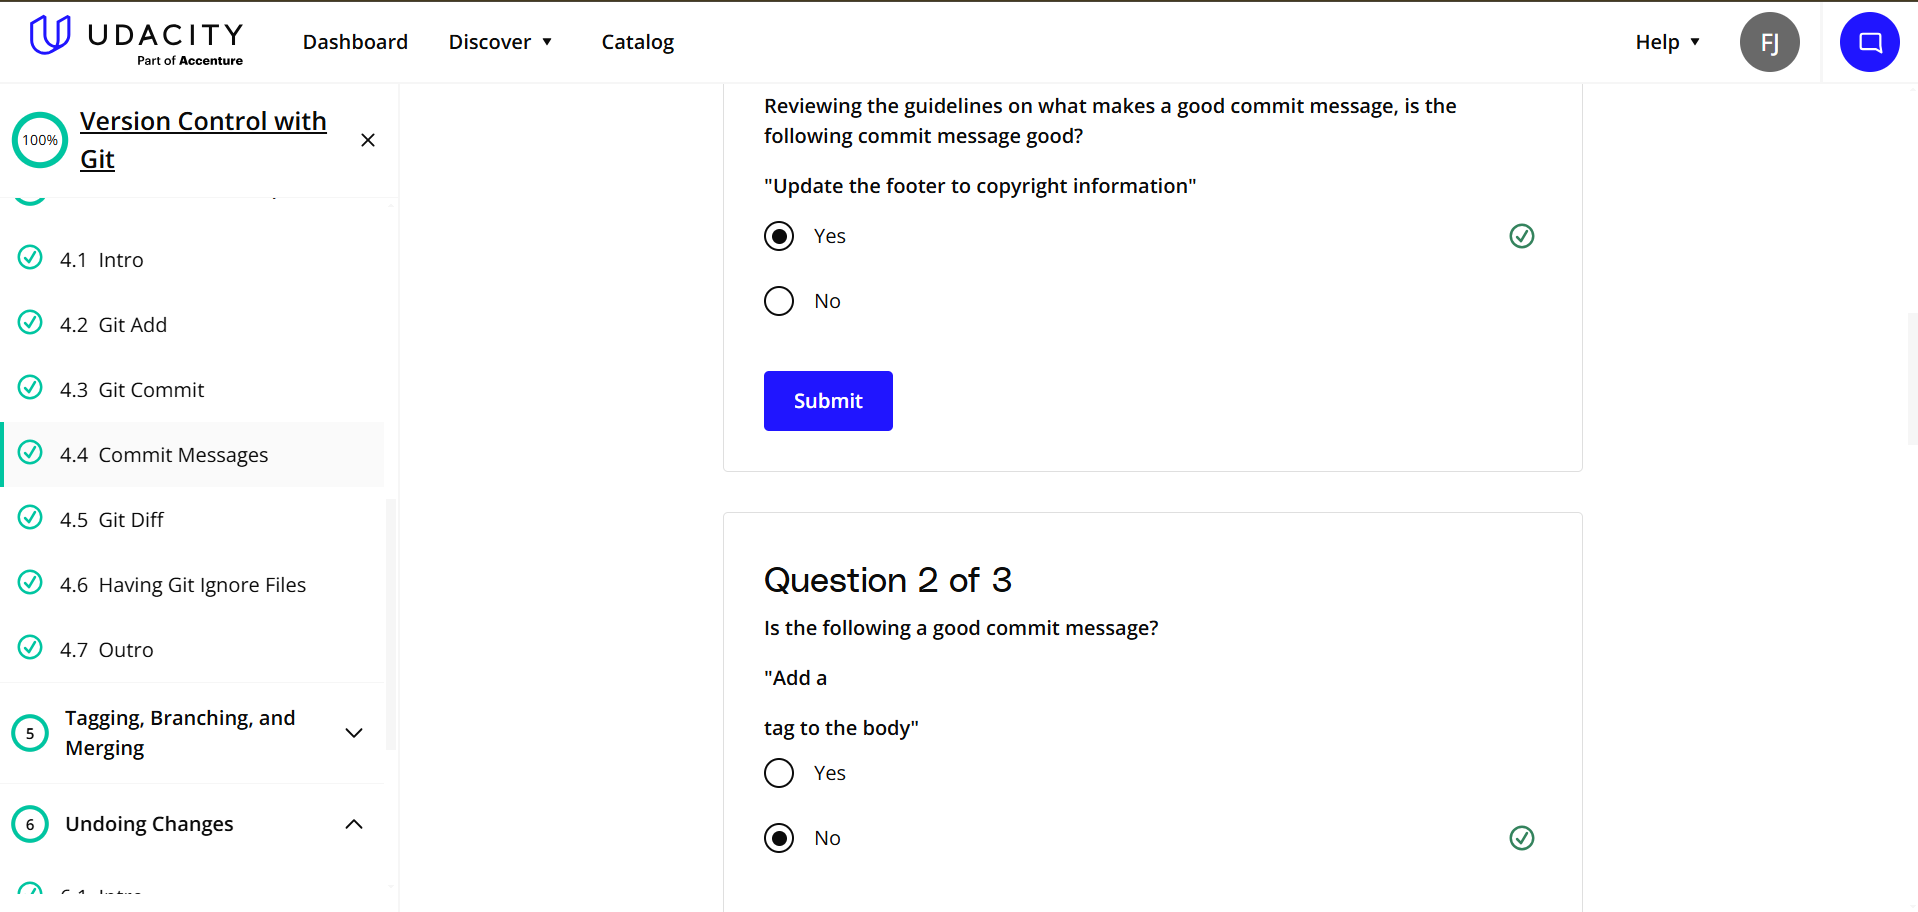 UDACITY
Part of Accenture
Dashboard
Discover ▼
Catalog
Help ▼
FJ
100%
Version Control with
Git
4.1 Intro
4.2 Git Add
4.3 Git Commit
4.4 Commit Messages
4.5 Git Diff
4.6 Having Git Ignore Files
4.7 Outro
5
Tagging, Branching, and
Merging
6
Undoing Changes
6.1 Intro
Reviewing the guidelines on what makes a good commit message, is the
following commit message good?
"Update the footer to copyright information"
Yes
No
Submit
Question 2 of 3
Is the following a good commit message?
"Add a
tag to the body"
Yes
No